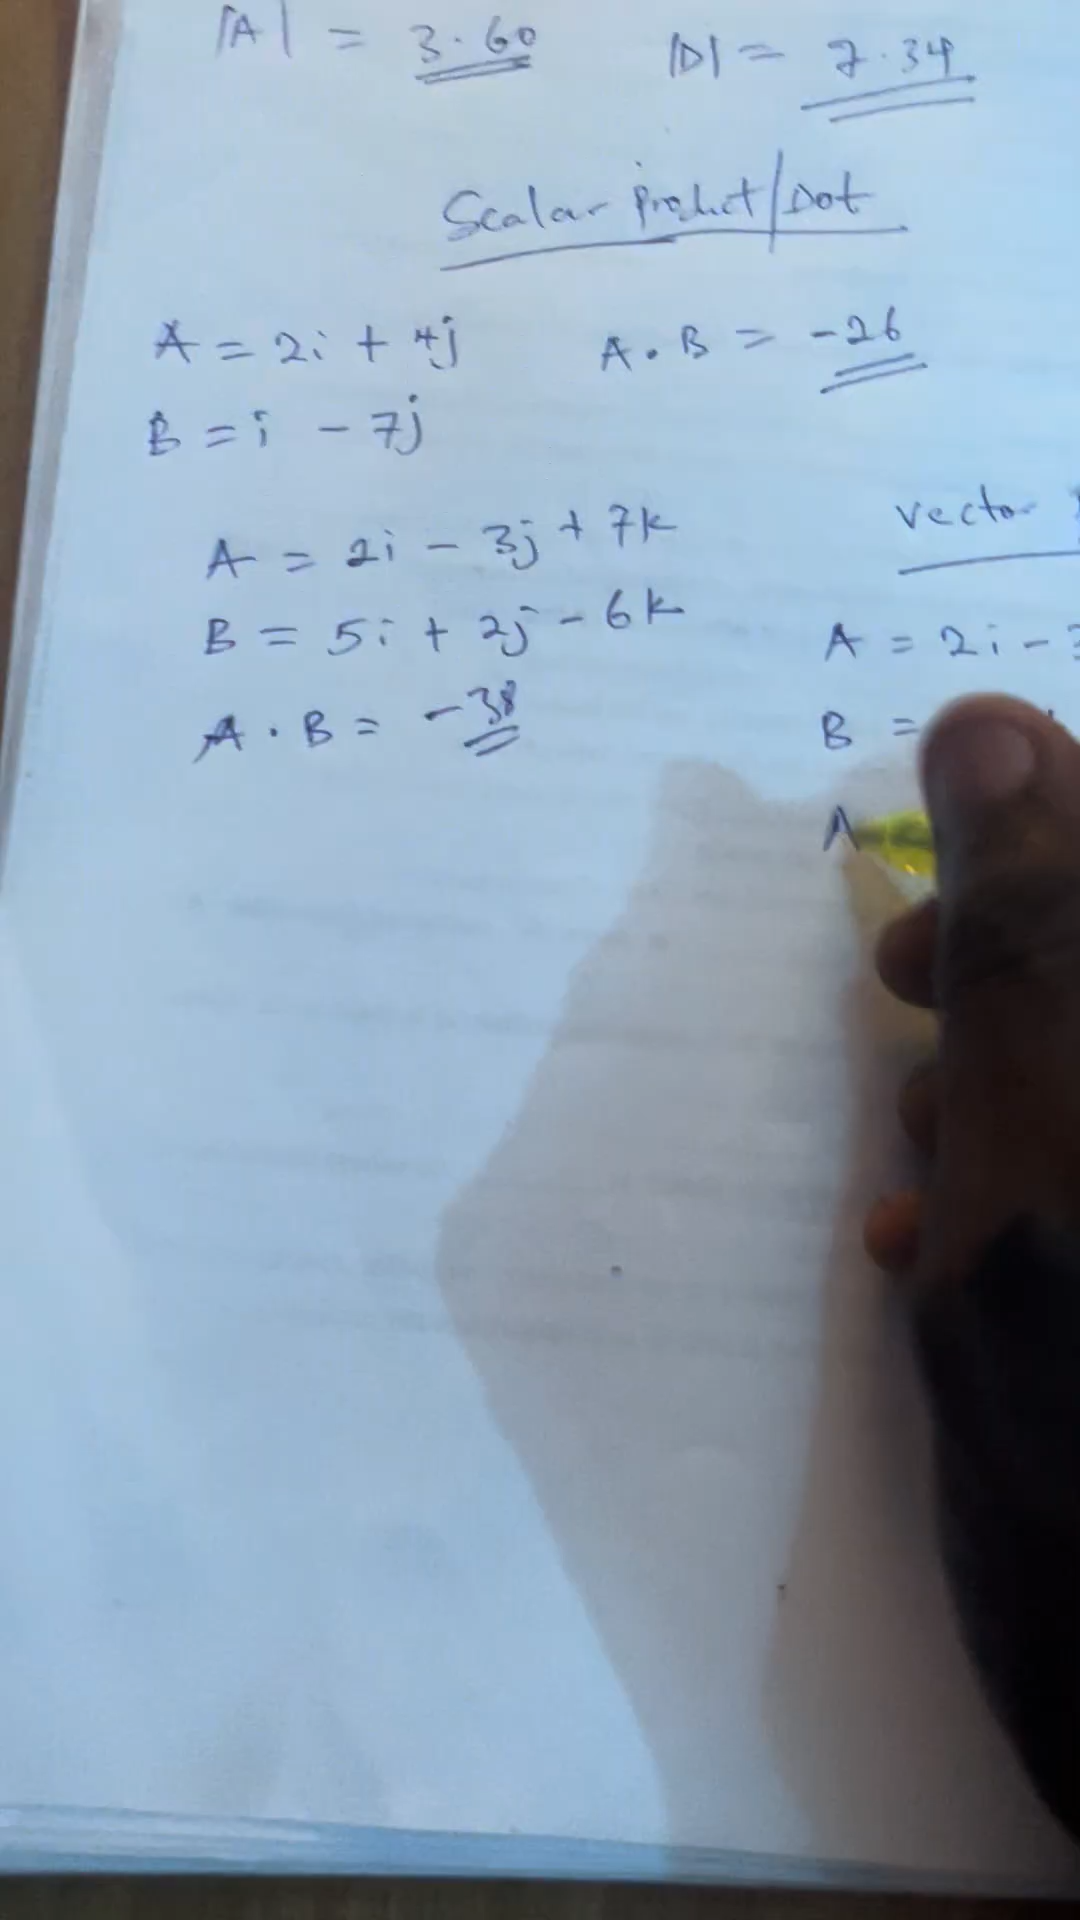 |A| = 3.60 |D| = 7.34
Scalar Product/Dot
A = 2i + 4j A . B = -26
B = i - 7j
A = 2i - 3j + 7k
B = 5i + 2j - 6k
A . B = -38
vector
A = 2i -
B =
A